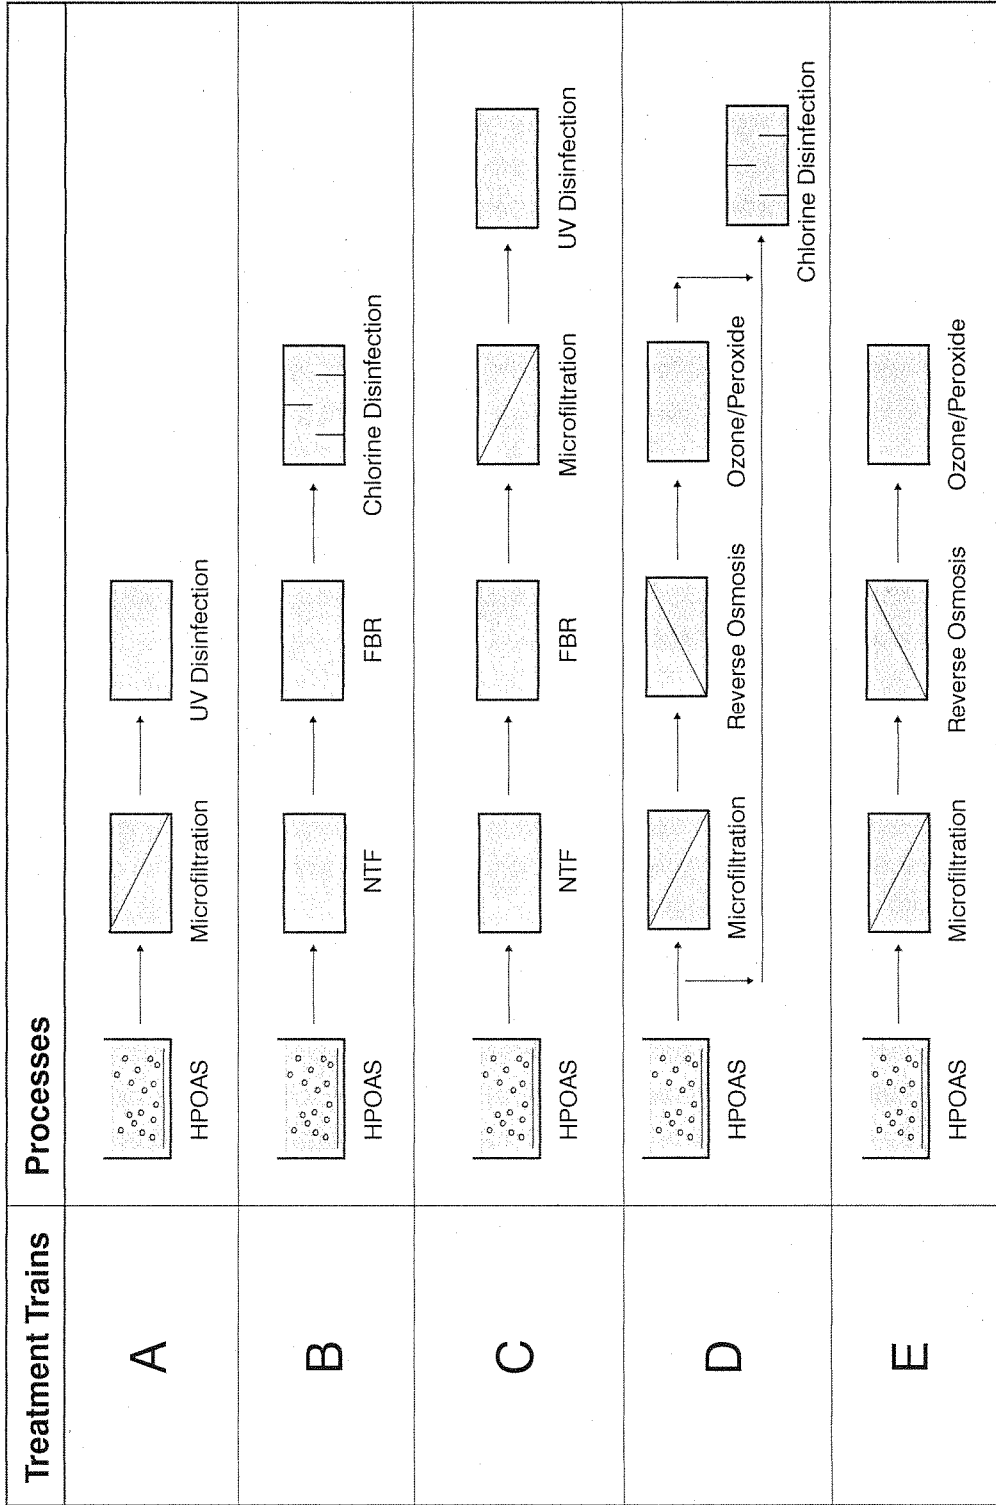 Treatment Trains Processes
A
HPOAS Microfiltration UV Disinfection
B
HPOAS NTF FBR Chlorine Disinfection
C
HPOAS NTF FBR Microfiltration UV Disinfection
D
HPOAS Microfiltration Reverse Osmosis Ozone/Peroxide
Chlorine Disinfection
E
HPOAS Microfiltration Reverse Osmosis Ozone/Peroxide